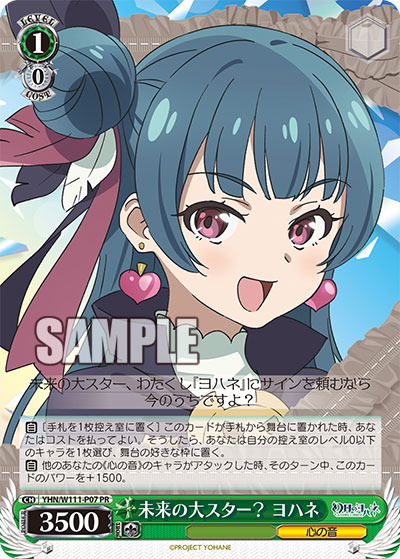 LEVEL
1
0
COST
SAMPLE
未来の大スター、わたくし『ヨハネ』にサインを頼むなら
今のうちですよ?
自［手札を1枚控え室に置く］このカードが手札から舞台に置かれた時、あな
たはコストを払ってよい。そうしたら、あなたは自分の控え室のレベル0以下
のキャラを1枚選び、舞台の好きな枠に置く。
自 他のあなたの《心の音》のキャラがアタックした時、そのターン中、このカー
ドのパワーを＋1500。
CH YHN/W111-P07 PR
3500
未来の大スター? ヨハネ
幻日のヨハネ
心の音
©PROJECT YOHANE